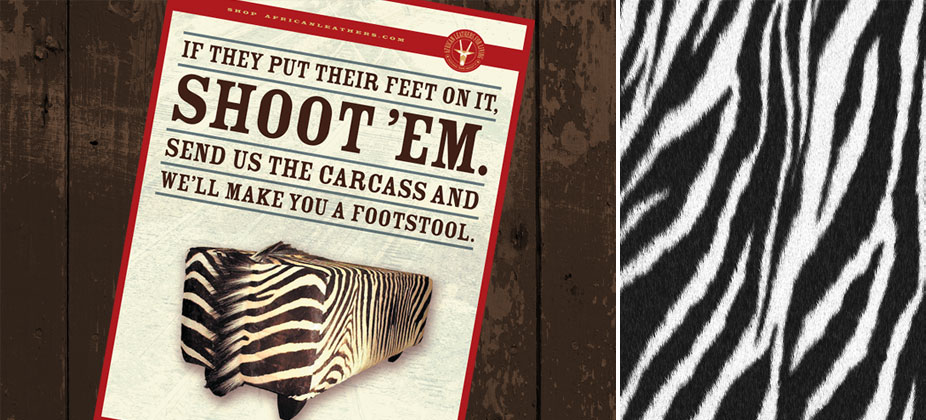 SHOP AFRICANLEATHERS.COM
IF THEY PUT THEIR FEET ON IT,
SHOOT 'EM.
SEND US THE CARCASS AND
WE'LL MAKE YOU A FOOTSTOOL.